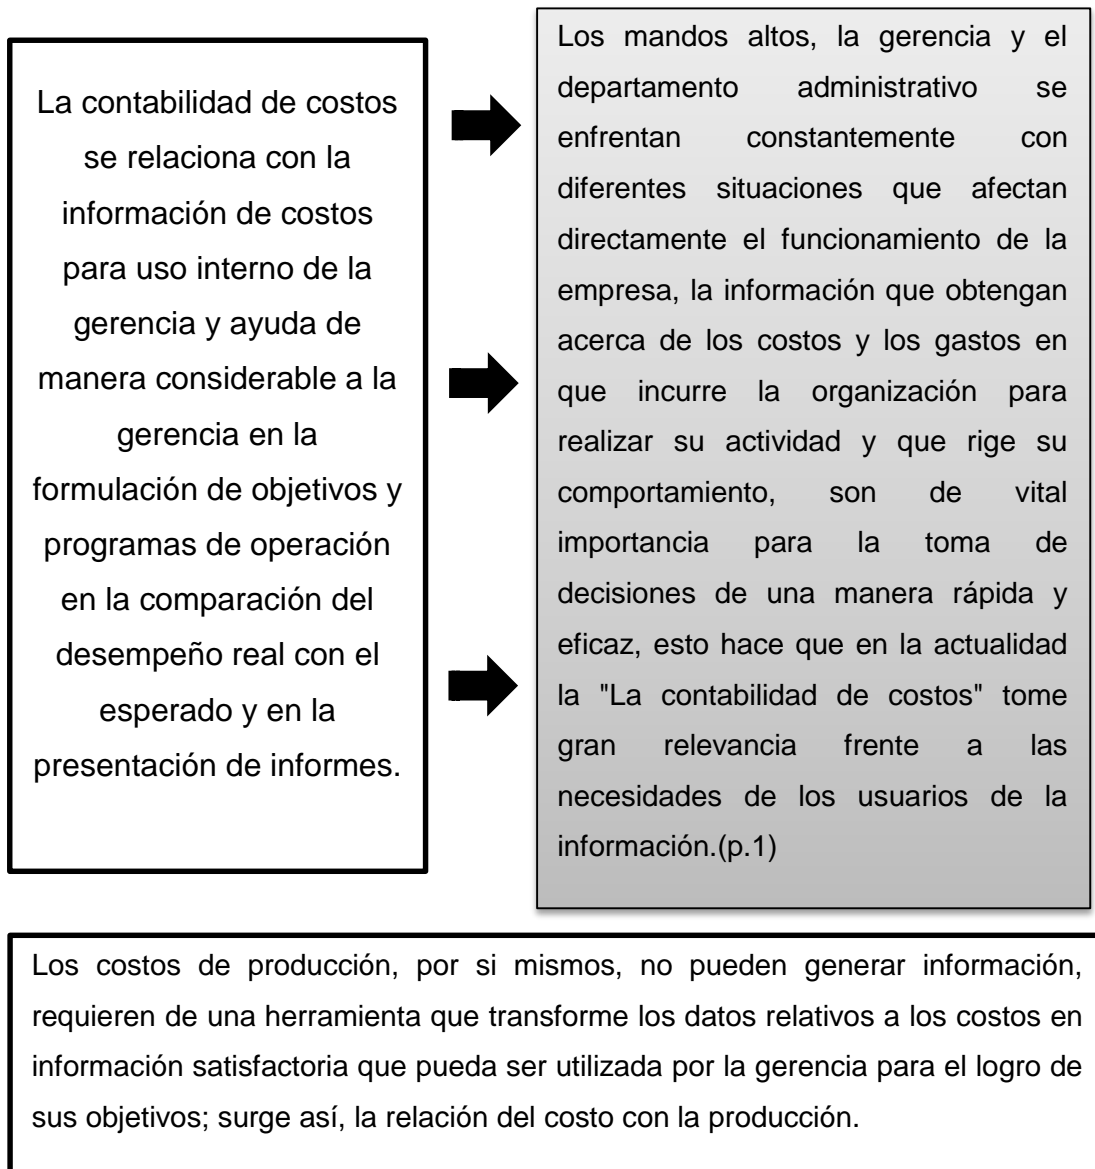 La contabilidad de costos
se relaciona con la
información de costos
para uso interno de la
gerencia y ayuda de
manera considerable a la
gerencia en la
formulación de objetivos y
programas de operación
en la comparación del
desempeño real con el
esperado y en la
presentación de informes.
Los mandos altos, la gerencia y el
departamento administrativo se
enfrentan constantemente con
diferentes situaciones que afectan
directamente el funcionamiento de la
empresa, la información que obtengan
acerca de los costos y los gastos en
que incurre la organización para
realizar su actividad y que rige su
comportamiento, son de vital
importancia para la toma de
decisiones de una manera rápida y
eficaz, esto hace que en la actualidad
la "La contabilidad de costos" tome
gran relevancia frente a las
necesidades de los usuarios de la
información.(p.1)
Los costos de producción, por si mismos, no pueden generar información,
requieren de una herramienta que transforme los datos relativos a los costos en
información satisfactoria que pueda ser utilizada por la gerencia para el logro de
sus objetivos; surge así, la relación del costo con la producción.